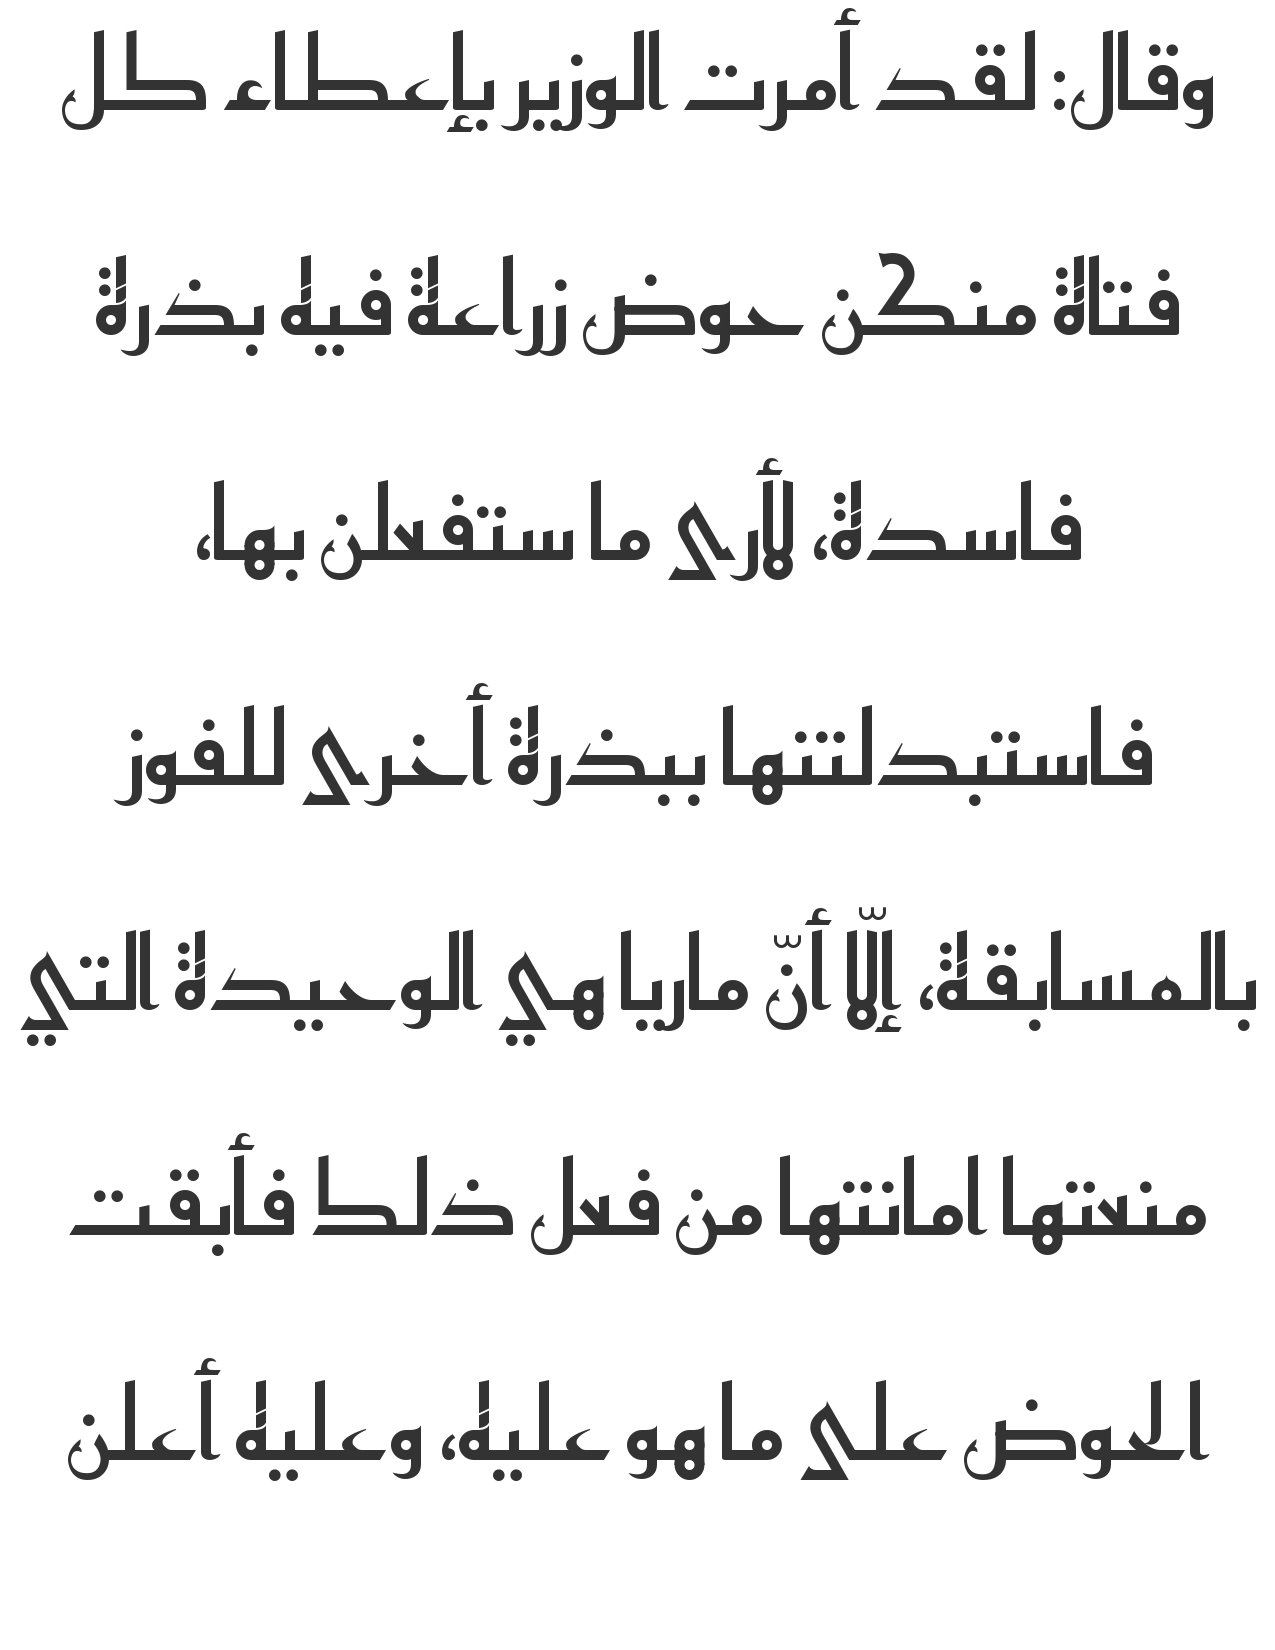 وقال: لقد أمرت الوزير بإعطاء كل
فتاة منكن حوض زراعة فيه بذرة
فاسدة، لأرى ما ستفعلن بها،
فاستبدلتنها ببذرة أخرى للفوز
بالمسابقة، إلّا أنّ ماريا هي الوحيدة التي
منعتها امانتها من فعل ذلك فأبقت
الحوض على ما هو عليه، وعليه أعلن